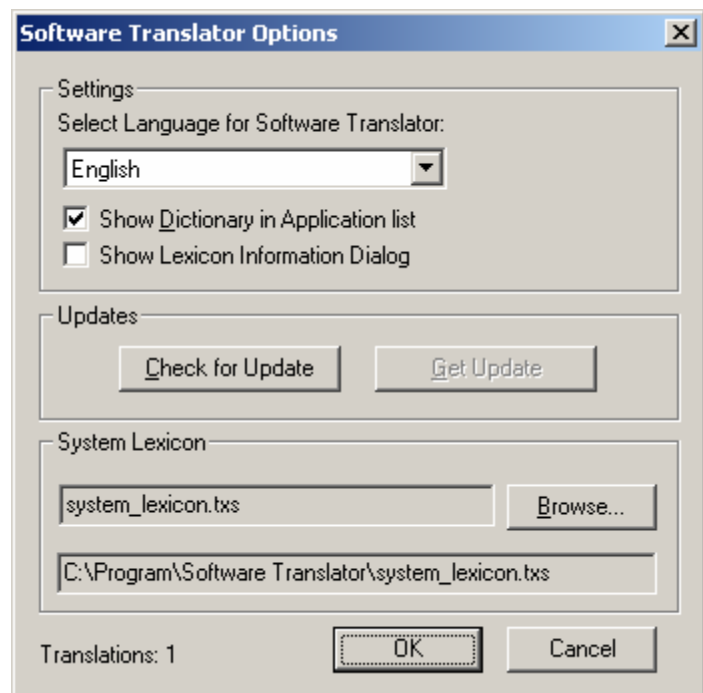 Software Translator Options
Settings
Select Language for Software Translator:
English
Show Dictionary in Application list
Show Lexicon Information Dialog
Updates
Check for Update Get Update
System Lexicon
system_lexicon.txs Browse...
C:\Program\Software Translator\system_lexicon.txs
Translations: 1 OK Cancel